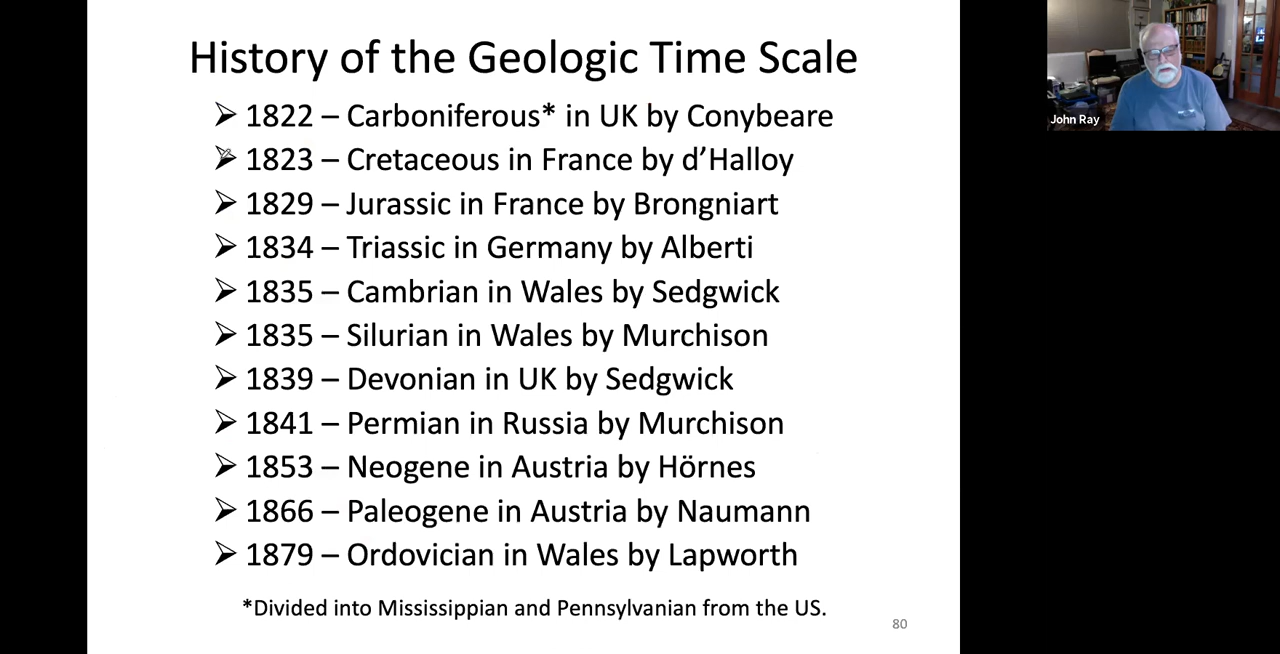 History of the Geologic Time Scale
➢ 1822 – Carboniferous* in UK by Conybeare
➢ 1823 – Cretaceous in France by d’Halloy
➢ 1829 – Jurassic in France by Brongniart
➢ 1834 – Triassic in Germany by Alberti
➢ 1835 – Cambrian in Wales by Sedgwick
➢ 1835 – Silurian in Wales by Murchison
➢ 1839 – Devonian in UK by Sedgwick
➢ 1841 – Permian in Russia by Murchison
➢ 1853 – Neogene in Austria by Hörnes
➢ 1866 – Paleogene in Austria by Naumann
➢ 1879 – Ordovician in Wales by Lapworth
*Divided into Mississippian and Pennsylvanian from the US.
80
John Ray